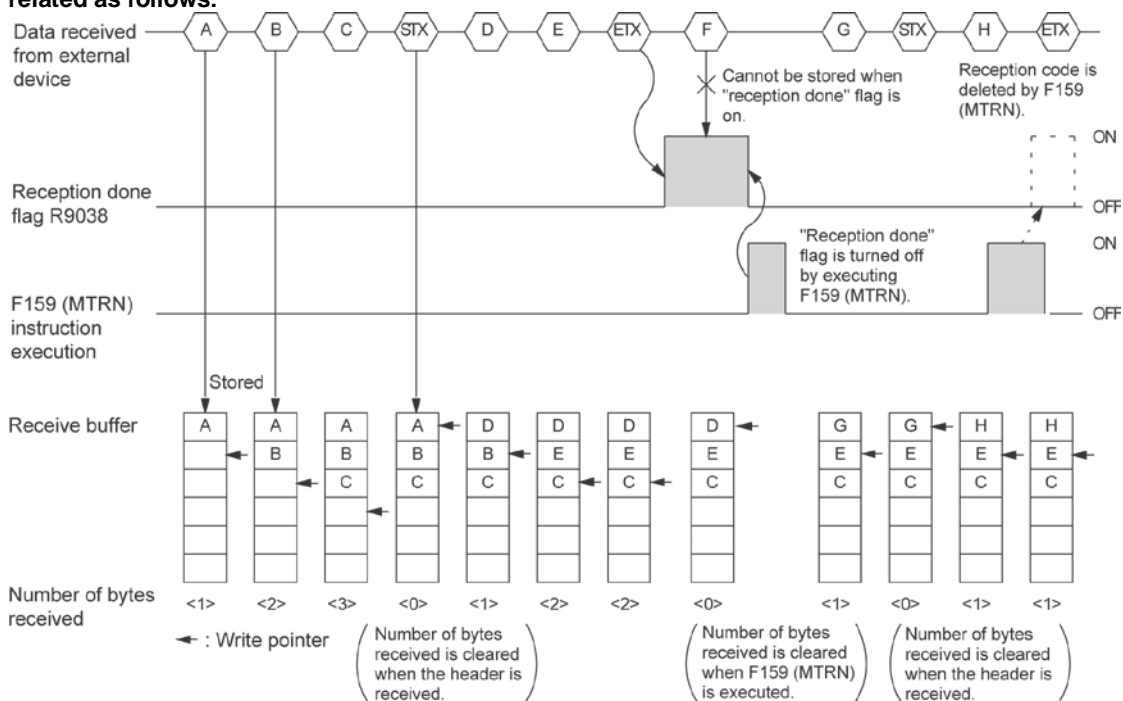 related as follows:
Data received
from external
device
A B C STX D E ETX F G STX H ETX
Cannot be stored when
"reception done" flag is
on.
Reception code is
deleted by F159
(MTRN).
ON
Reception done
flag R9038
OFF
"Reception done"
flag is turned off
by executing
F159 (MTRN).
ON
F159 (MTRN)
instruction
execution
OFF
Stored
Receive buffer
A A A A D D D D G G H H
B B B B E E E E E E E
C C C C C C C C C C
Number of bytes
received
<1> <2> <3> <0> <1> <2> <2> <0> <1> <0> <1> <1>
: Write pointer
(Number of bytes
received is cleared
when the header is
received.)
(Number of bytes
received is cleared
when F159 (MTRN)
is executed.)
(Number of bytes
received is cleared
when the header is
received.)